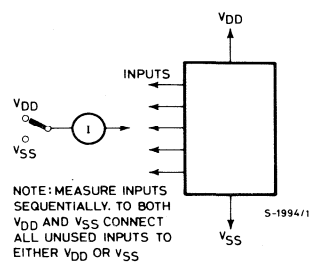 VDD
INPUTS
VDD
I
VSS
NOTE: MEASURE INPUTS
SEQUENTIALLY. TO BOTH
VDD AND VSS CONNECT
ALL UNUSED INPUTS TO
EITHER VDD OR VSS
S-1994/1
VSS